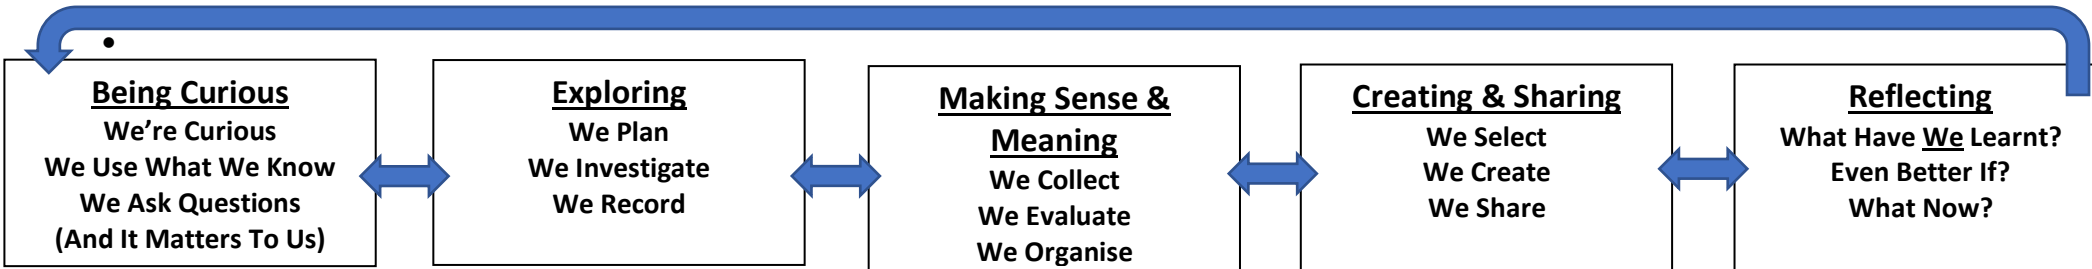 •
Being Curious
We're Curious
We Use What We Know
We Ask Questions
(And It Matters To Us)
Exploring
We Plan
We Investigate
We Record
Making Sense &
Meaning
We Collect
We Evaluate
We Organise
Creating & Sharing
We Select
We Create
We Share
Reflecting
What Have We Learnt?
Even Better If?
What Now?